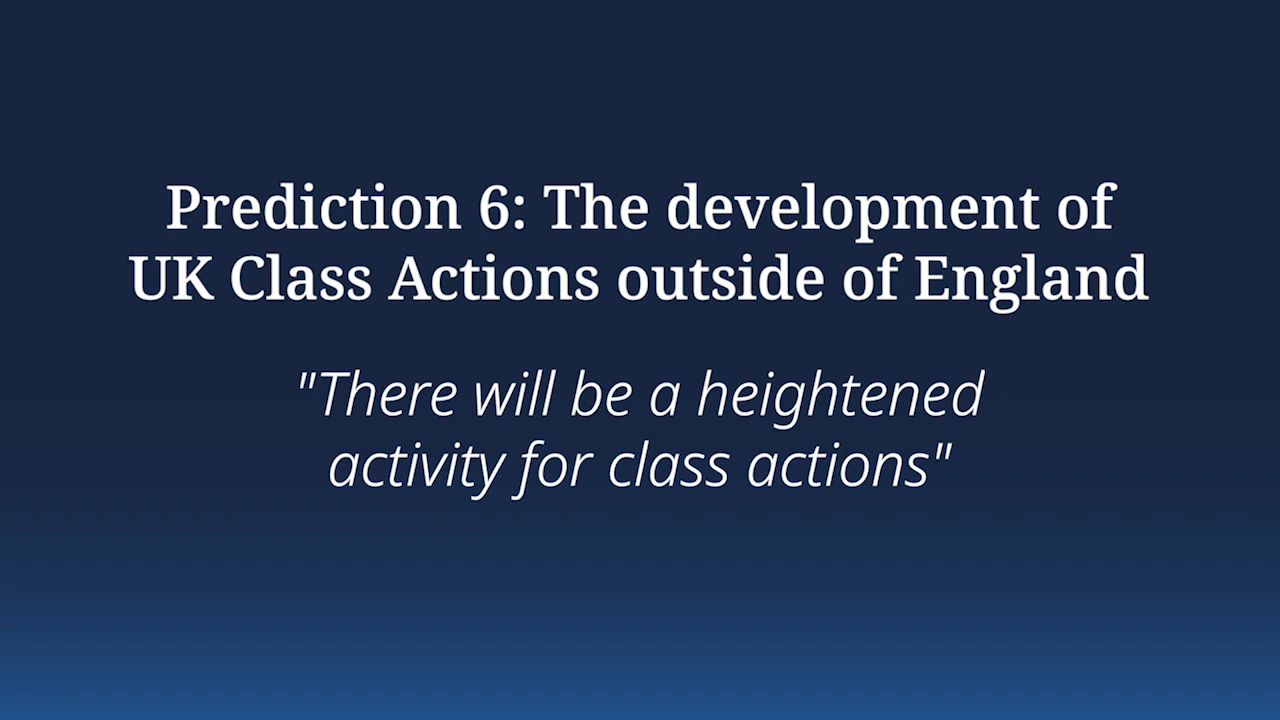 Prediction 6: The development of
UK Class Actions outside of England
"There will be a heightened
activity for class actions"